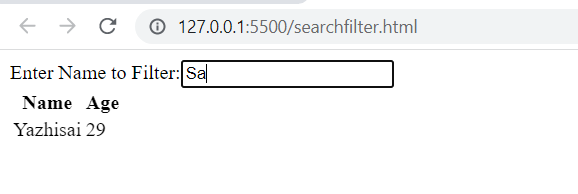 127.0.0.1:5500/searchfilter.html
Enter Name to Filter: Sa
Name Age
Yazhisai 29